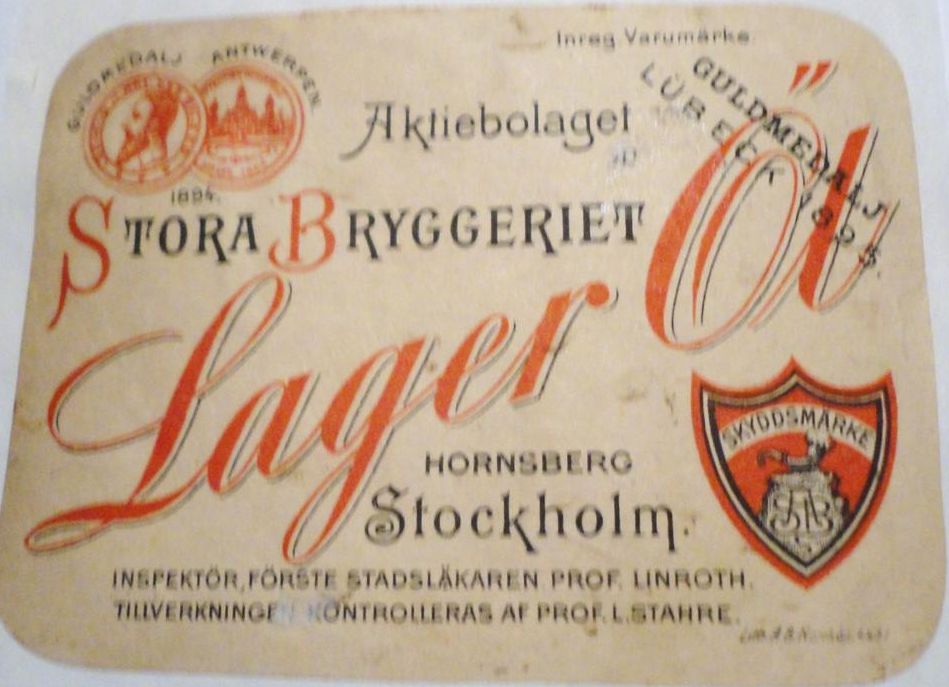 Inreg. Varumärke.
GULDMEDALJ ANTWERPEN.
1894.
GULDMEDALJ
LÜBECK 1895.
Aktiebolaget
STORA BRYGGERIET
Lager Öl
SKYDDSMÄRKE
HORNSBERG
Stockholm.
INSPEKTÖR, FÖRSTE STADSLÄKAREN PROF. LINROTH.
TILLVERKNINGEN KONTROLLERAS AF PROF. L. STAHRE.